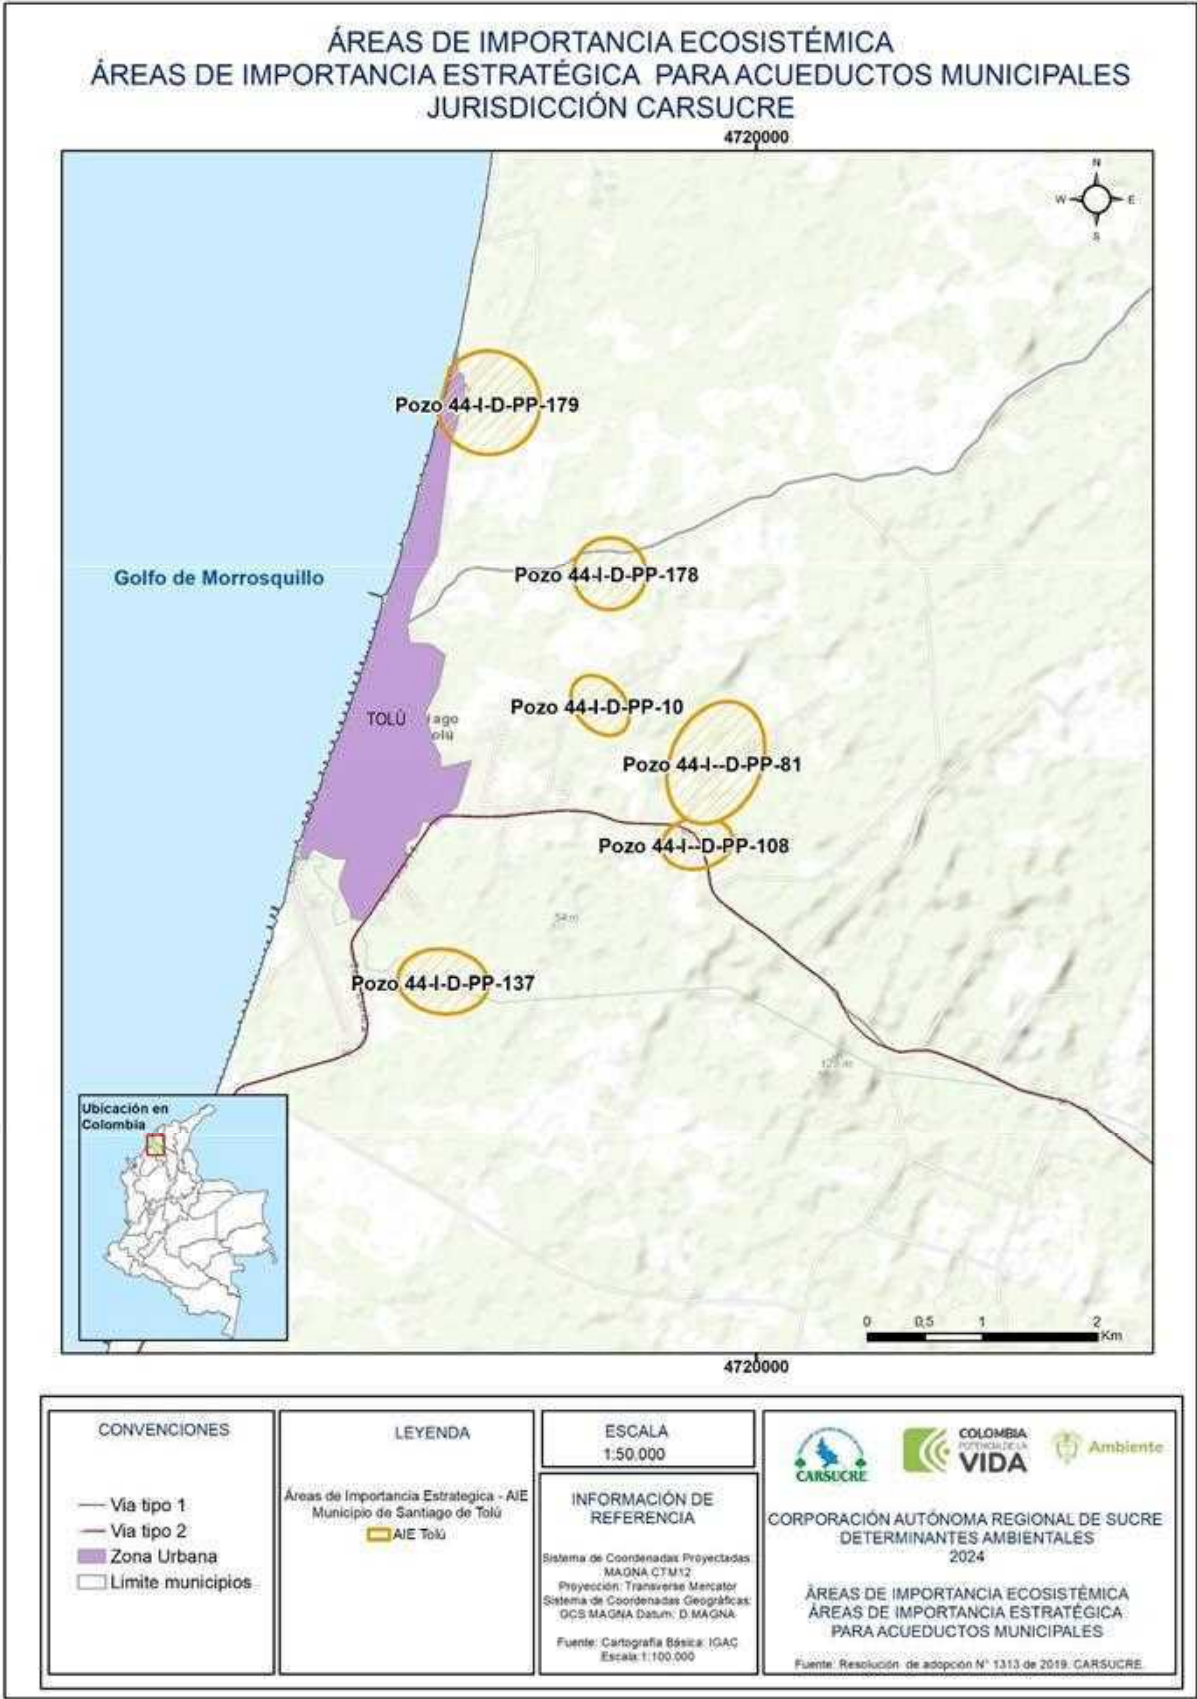 ÁREAS DE IMPORTANCIA ECOSISTÉMICA
ÁREAS DE IMPORTANCIA ESTRATÉGICA PARA ACUEDUCTOS MUNICIPALES
JURISDICCIÓN CARSUCRE
4720000
N
W E
S
Pozo 44-I-D-PP-179
Golfo de Morrosquillo
Pozo 44-I-D-PP-178
Pozo 44-I-D-PP-10
TOLÚ
Pozo 44-I--D-PP-81
Pozo 44-I--D-PP-108
54 m
Pozo 44-I-D-PP-137
Ubicación en
Colombia
0 0,5 1 2
Km
4720000
CONVENCIONES
Via tipo 1
Via tipo 2
Zona Urbana
Limite municipios
LEYENDA
Áreas de Importancia Estrategica - AIE
Municipio de Santiago de Tolú
AIE Tolú
ESCALA
1:50.000
INFORMACIÓN DE
REFERENCIA
Sistema de Coordenadas Proyectadas:
MAGNA CTM12
Proyección: Transverse Mercator
Sistema de Coordenadas Geográficas:
GCS MAGNA Datum: D.MAGNA
Fuente: Cartografía Básica: IGAC
Escala:1:100.000
CARSUCRE
COLOMBIA
POTENCIA DE LA
VIDA
Ambiente
CORPORACIÓN AUTÓNOMA REGIONAL DE SUCRE
DETERMINANTES AMBIENTALES
2024
ÁREAS DE IMPORTANCIA ECOSISTÉMICA
ÁREAS DE IMPORTANCIA ESTRATÉGICA
PARA ACUEDUCTOS MUNICIPALES
Fuente: Resolución de adopción N° 1313 de 2019. CARSUCRE